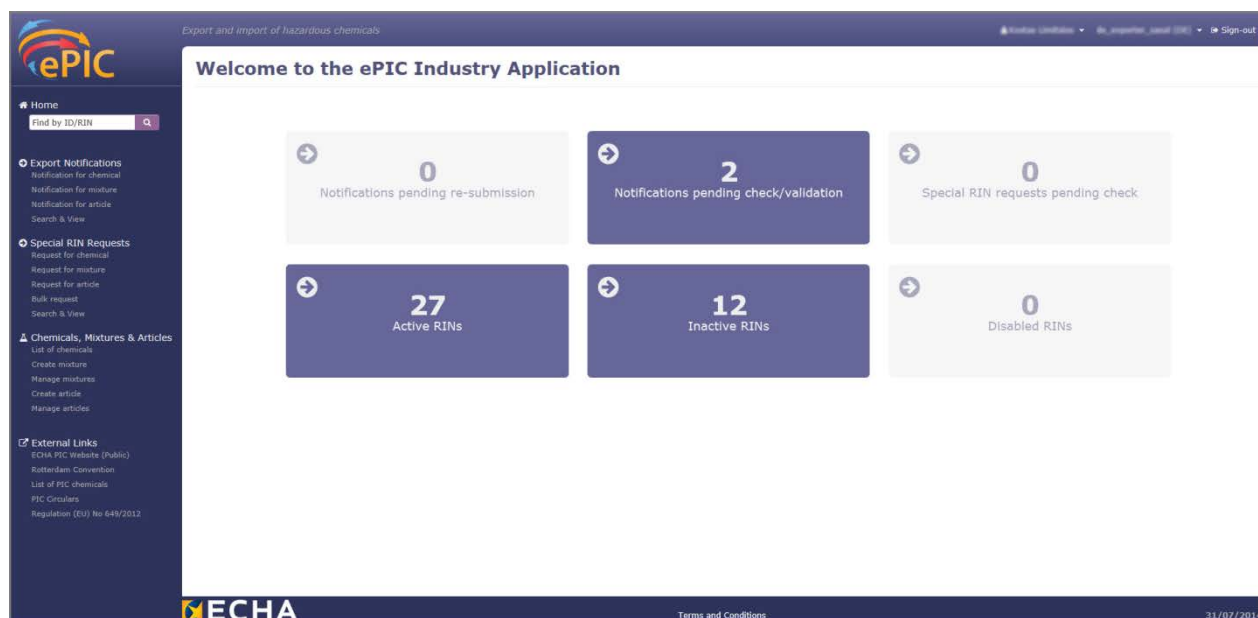 ePIC
Export and import of hazardous chemicals
Sign-out
Welcome to the ePIC Industry Application
Home
Find by ID/RIN
Export Notifications
Notification for chemical
Notification for mixture
Notification for article
Search & View
Special RIN Requests
Request for chemical
Request for mixture
Request for article
Bulk request
Search & View
Chemicals, Mixtures & Articles
List of chemicals
Create mixture
Manage mixtures
Create article
Manage articles
External Links
ECHA PIC Website (Public)
Rotterdam Convention
List of PIC chemicals
PIC Circulars
Regulation (EU) No 649/2012
0
Notifications pending re-submission
2
Notifications pending check/validation
0
Special RIN requests pending check
27
Active RINs
12
Inactive RINs
0
Disabled RINs
ECHA
Terms and Conditions